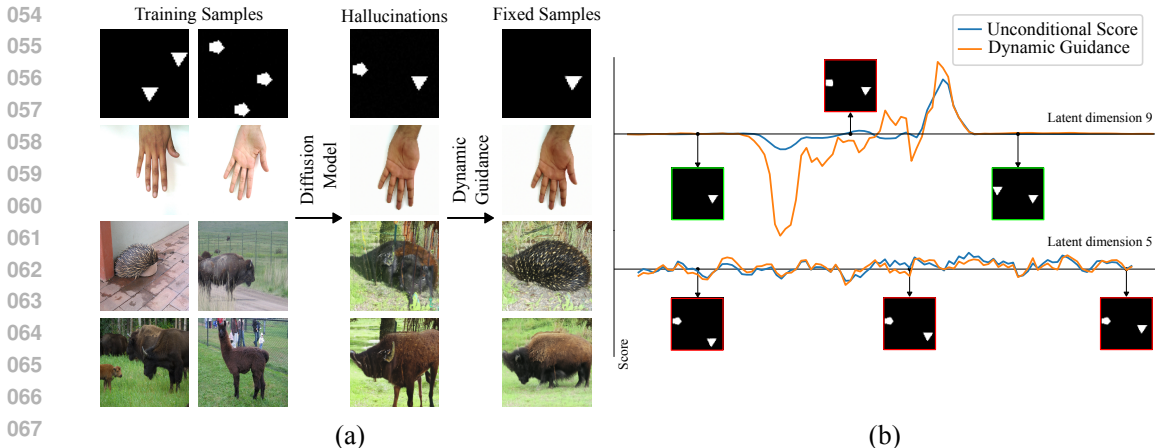 054
055
056
057
058
059
060
061
062
063
064
065
066
067
Training Samples
Hallucinations
Fixed Samples
Diffusion
Model
Dynamic
Guidance
(a)
Unconditional Score
Dynamic Guidance
Latent dimension 9
Latent dimension 5
Score
(b)